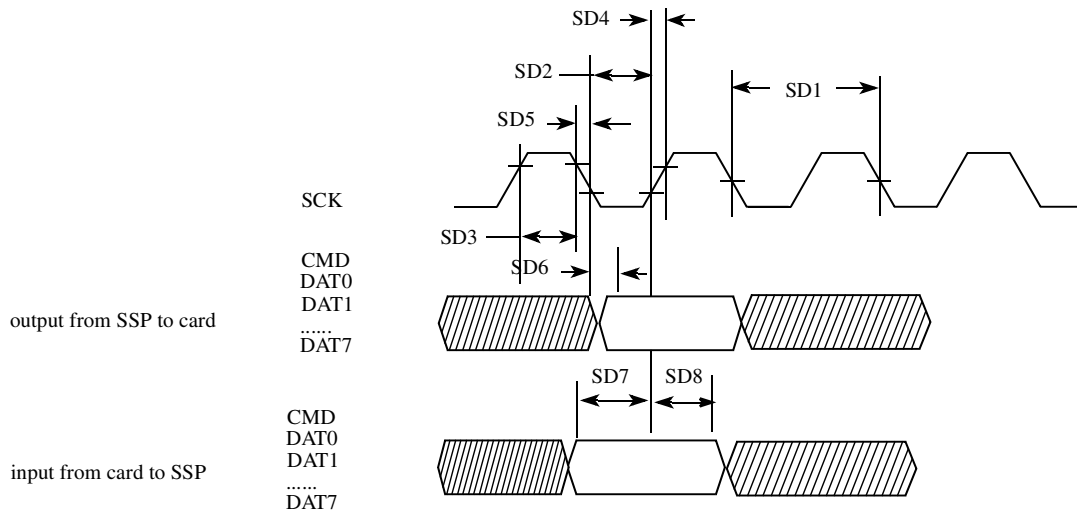 SD4
SD2
SD1
SD5
SCK
SD3
CMD
SD6
DAT0
DAT1
output from SSP to card
......
DAT7
SD7
SD8
CMD
DAT0
DAT1
input from card to SSP
......
DAT7